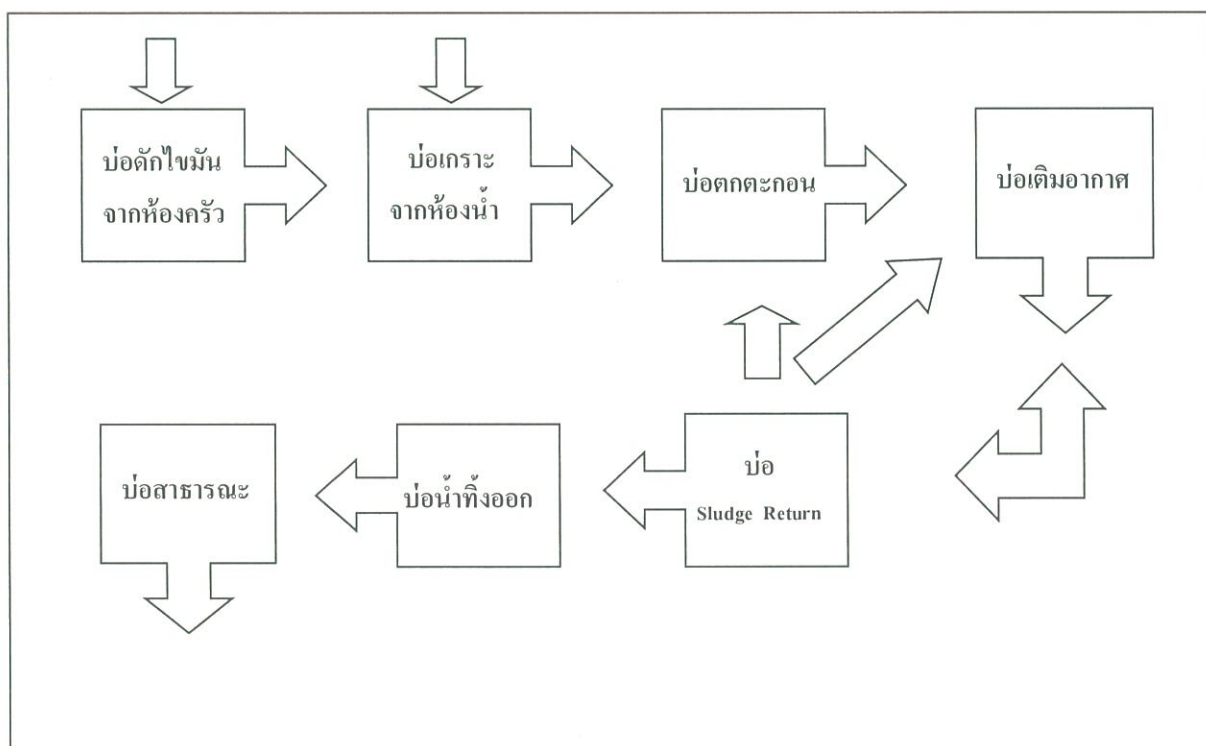 บ่อดักไขมัน
จากห้องครัว
บ่อเกราะ
จากห้องน้ำ
บ่อตกตะกอน
บ่อเติมอากาศ
บ่อสาธารณะ
บ่อน้ำทิ้งออก
บ่อ
Sludge Return